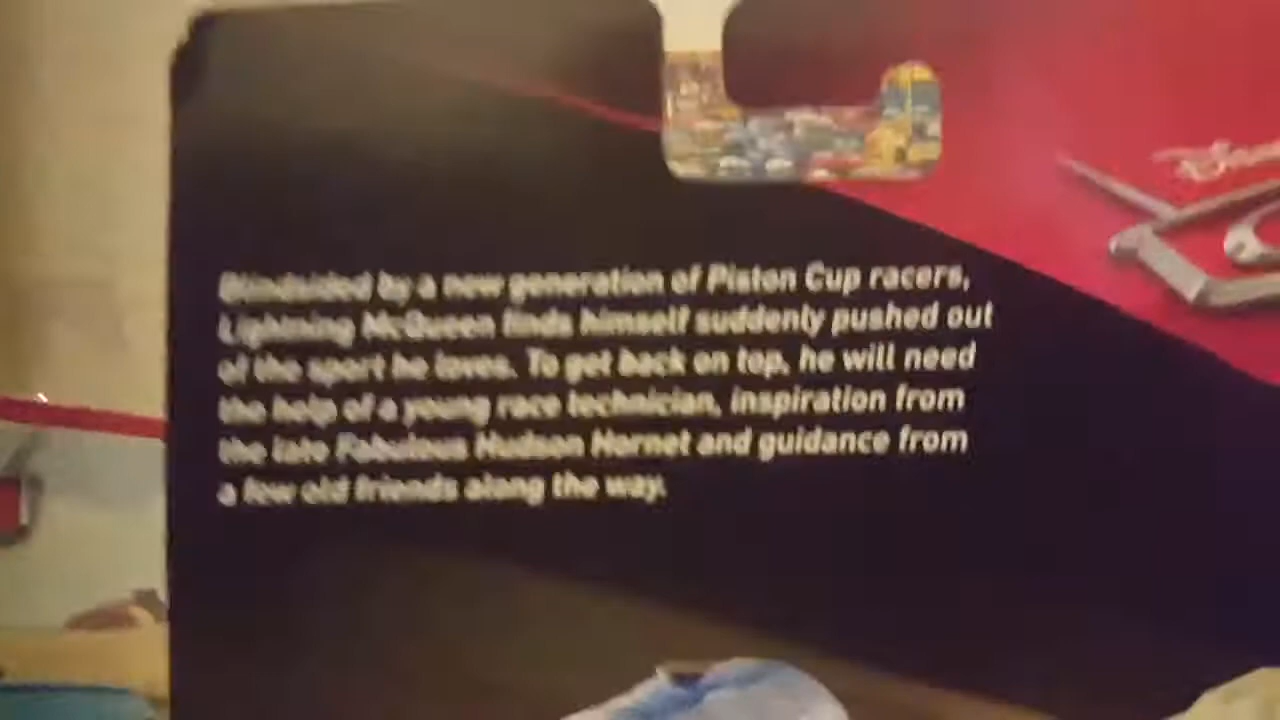 Blindsided by a new generation of Piston Cup racers,
Lightning McQueen finds himself suddenly pushed out
of the sport he loves. To get back on top, he will need
the help of a young race technician, inspiration from
the late Fabulous Hudson Hornet and guidance from
a few old friends along the way.